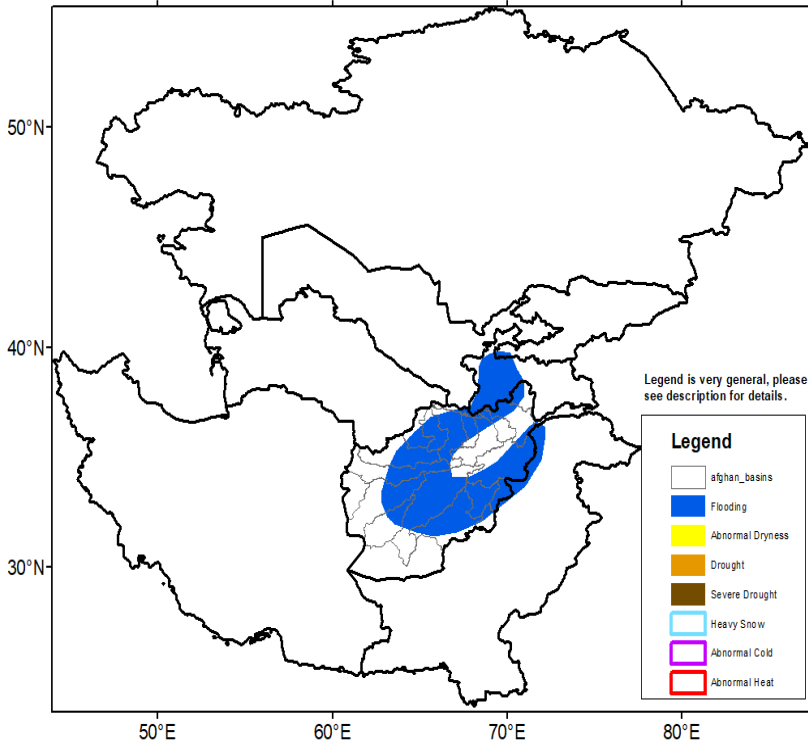 50°N
40°N
30°N
50°E
60°E
70°E
80°E
Legend is very general, please
see description for details.
Legend
afghan_basins
Flooding
Abnormal Dryness
Drought
Severe Drought
Heavy Snow
Abnormal Cold
Abnormal Heat